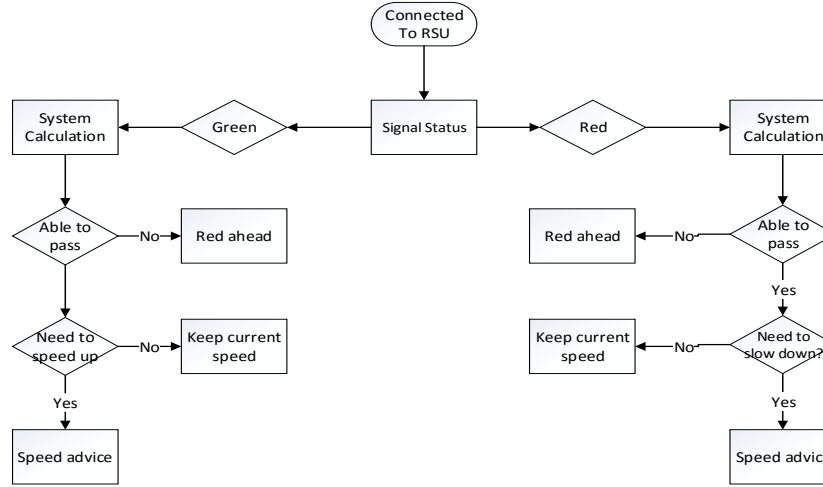 Connected
To RSU
System
Calculation
Green
Signal Status
Red
System
Calculation
Able to
pass
No
Red ahead
Red ahead
No
Able to
pass
Yes
Need to
speed up
No
Keep current
speed
Keep current
speed
No
Need to
slow down?
Yes
Yes
Speed advice
Speed advic